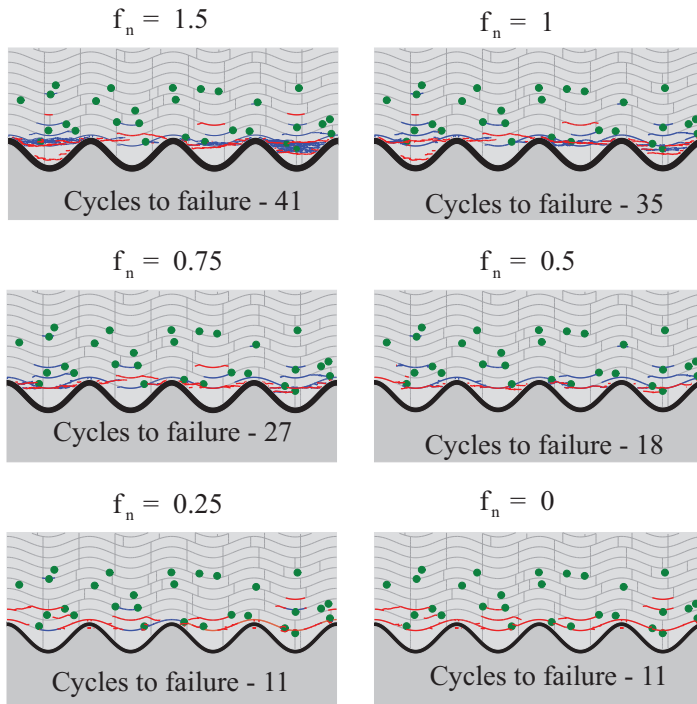 f_n = 1.5
f_n = 1
Cycles to failure - 41
Cycles to failure - 35
f_n = 0.75
f_n = 0.5
Cycles to failure - 27
Cycles to failure - 18
f_n = 0.25
f_n = 0
Cycles to failure - 11
Cycles to failure - 11